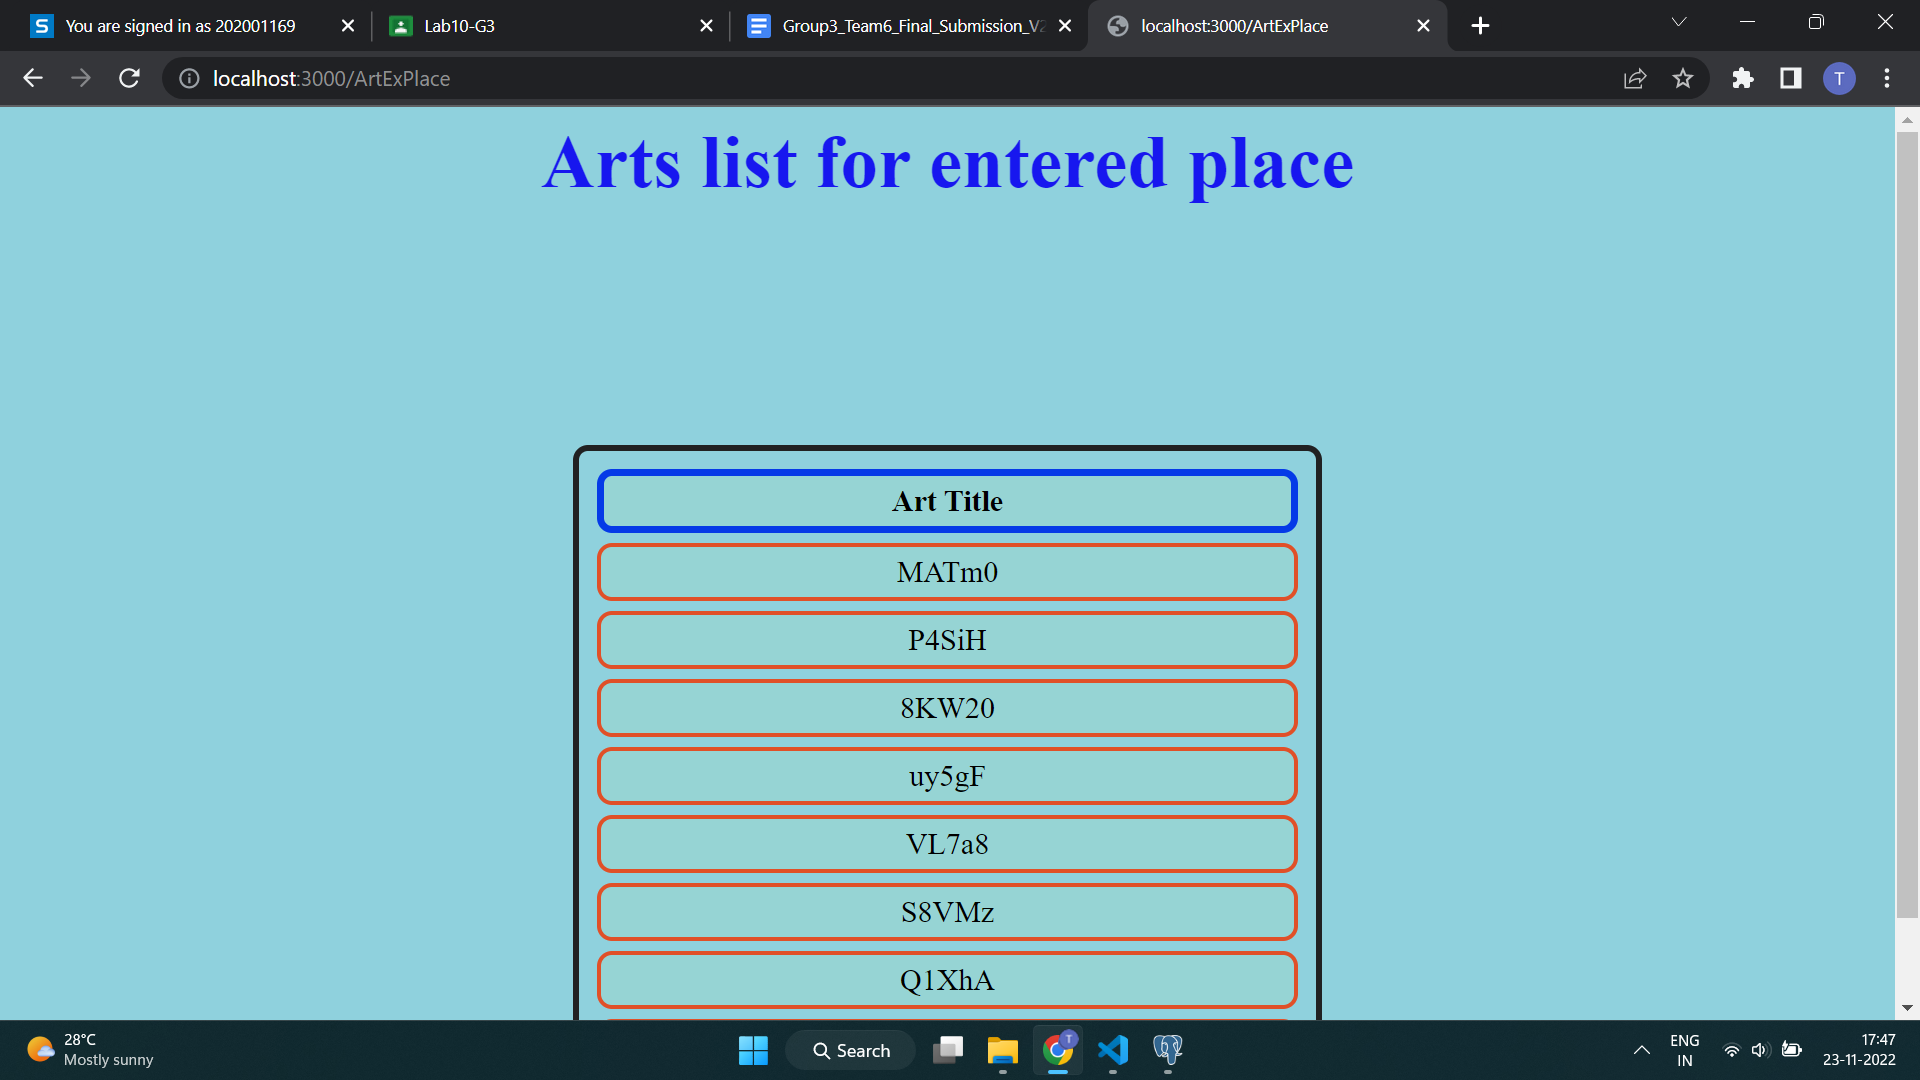 You are signed in as 202001169
Lab10-G3
Group3_Team6_Final_Submission_V2
localhost:3000/ArtExPlace
localhost:3000/ArtExPlace
T
Arts list for entered place
Art Title
MATm0
P4SiH
8KW20
uy5gF
VL7a8
S8VMz
Q1XhA
28°C
Mostly sunny
Search
T
ENG
IN
17:47
23-11-2022